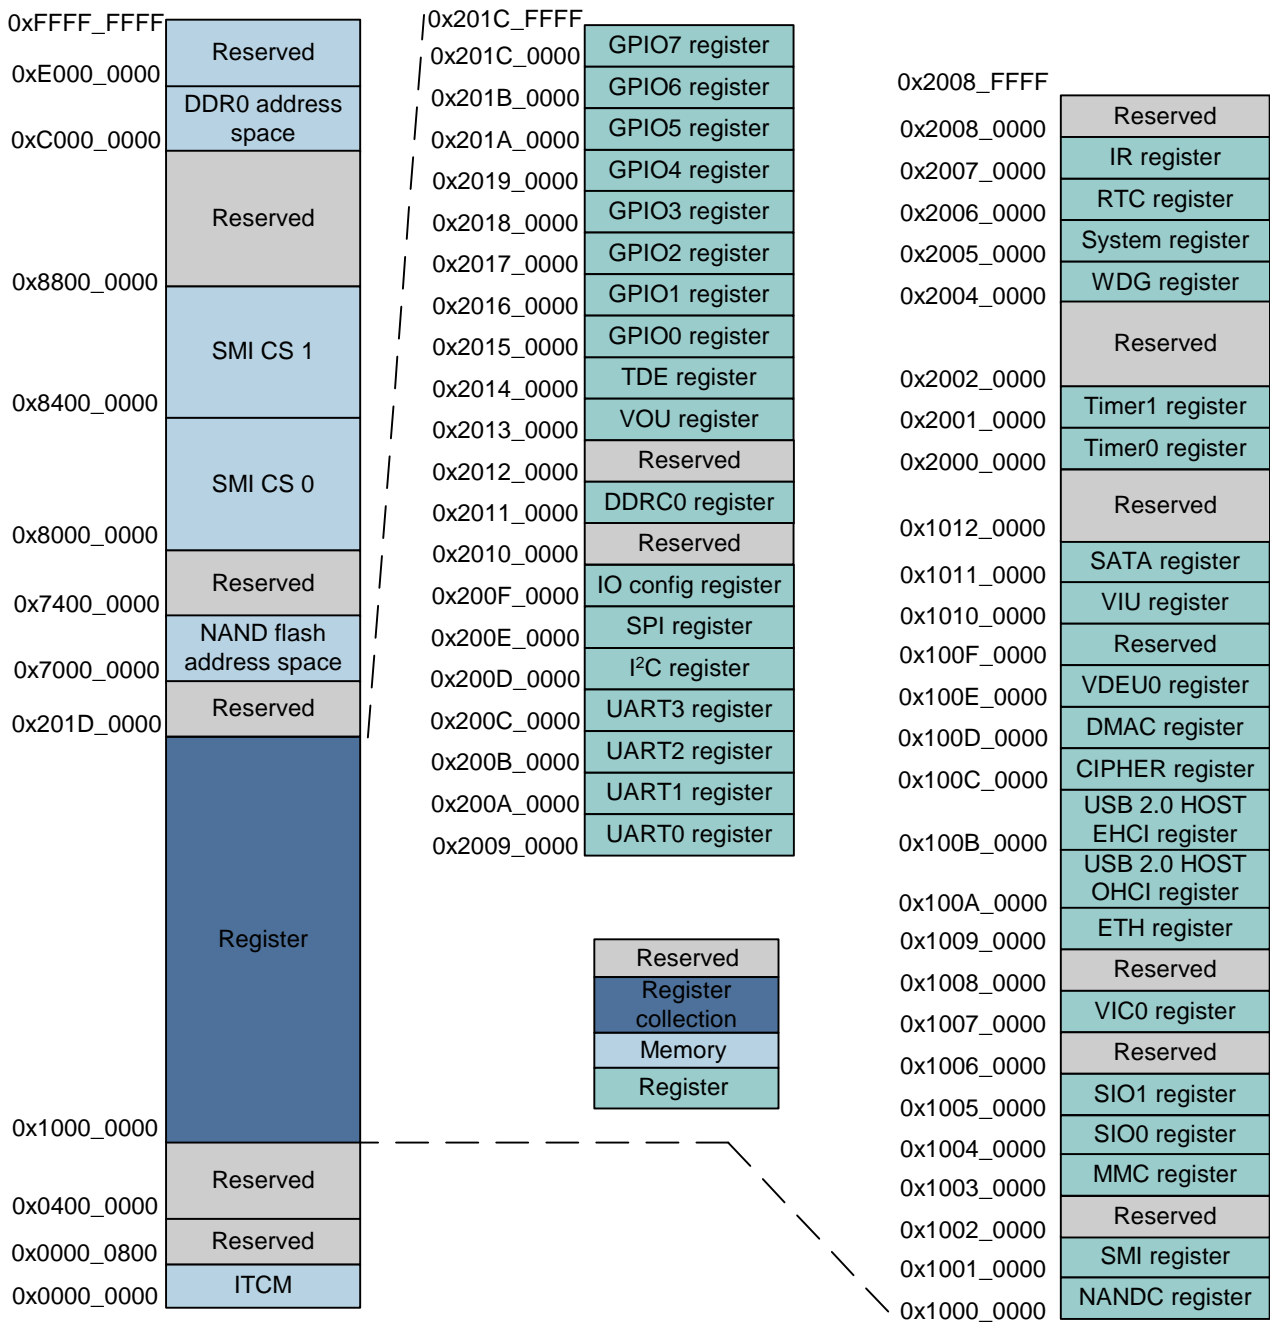 0xFFFF_FFFF
Reserved
0xE000_0000
DDR0 address
space
0xC000_0000
Reserved
0x8800_0000
SMI CS 1
0x8400_0000
SMI CS 0
0x8000_0000
Reserved
0x7400_0000
NAND flash
address space
0x7000_0000
Reserved
0x201D_0000
Register
0x1000_0000
Reserved
0x0400_0000
Reserved
0x0000_0800
ITCM
0x0000_0000
0x201C_FFFF
GPIO7 register
0x201C_0000
GPIO6 register
0x201B_0000
GPIO5 register
0x201A_0000
GPIO4 register
0x2019_0000
GPIO3 register
0x2018_0000
GPIO2 register
0x2017_0000
GPIO1 register
0x2016_0000
GPIO0 register
0x2015_0000
TDE register
0x2014_0000
VOU register
0x2013_0000
Reserved
0x2012_0000
DDRC0 register
0x2011_0000
Reserved
0x2010_0000
IO config register
0x200F_0000
SPI register
0x200E_0000
I²C register
0x200D_0000
UART3 register
0x200C_0000
UART2 register
0x200B_0000
UART1 register
0x200A_0000
UART0 register
0x2009_0000
Reserved
Register
collection
Memory
Register
0x2008_FFFF
Reserved
0x2008_0000
IR register
0x2007_0000
RTC register
0x2006_0000
System register
0x2005_0000
WDG register
0x2004_0000
Reserved
0x2002_0000
Timer1 register
0x2001_0000
Timer0 register
0x2000_0000
Reserved
0x1012_0000
SATA register
0x1011_0000
VIU register
0x1010_0000
Reserved
0x100F_0000
VDEU0 register
0x100E_0000
DMAC register
0x100D_0000
CIPHER register
0x100C_0000
USB 2.0 HOST
EHCI register
0x100B_0000
USB 2.0 HOST
OHCI register
0x100A_0000
ETH register
0x1009_0000
Reserved
0x1008_0000
VIC0 register
0x1007_0000
Reserved
0x1006_0000
SIO1 register
0x1005_0000
SIO0 register
0x1004_0000
MMC register
0x1003_0000
Reserved
0x1002_0000
SMI register
0x1001_0000
NANDC register
0x1000_0000